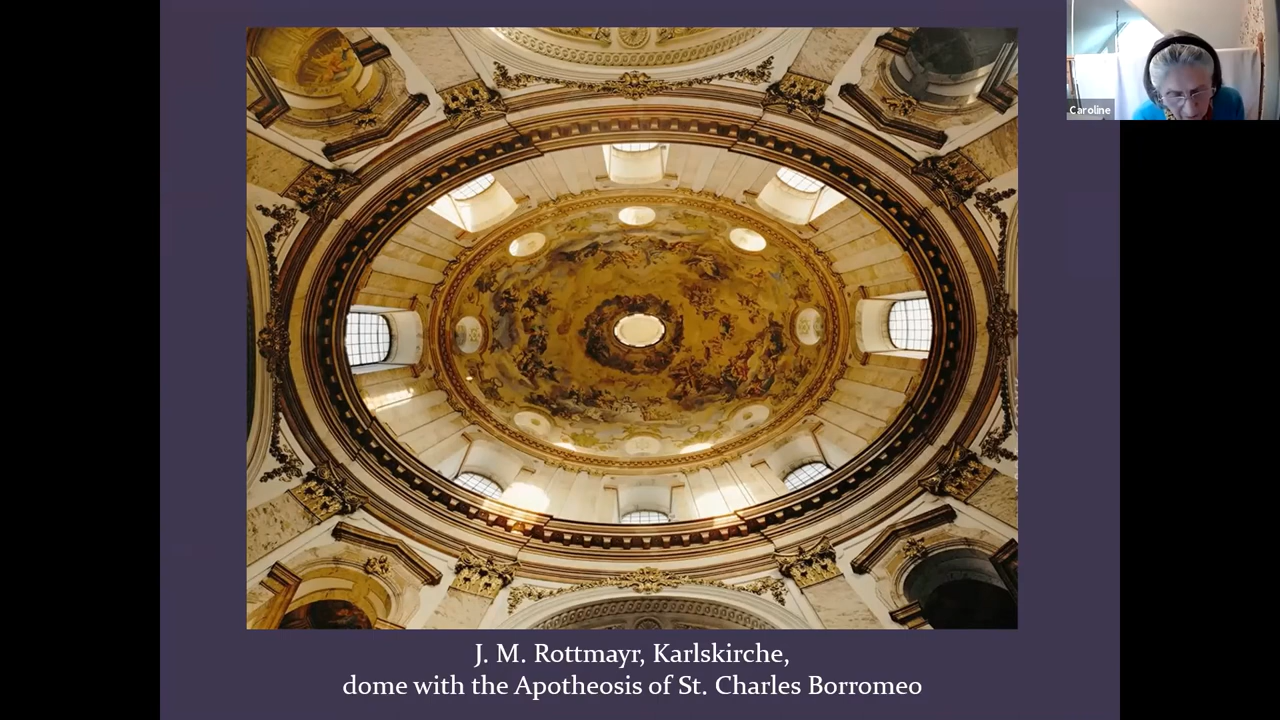 Caroline
J. M. Rottmayr, Karlskirche,
dome with the Apotheosis of St. Charles Borromeo